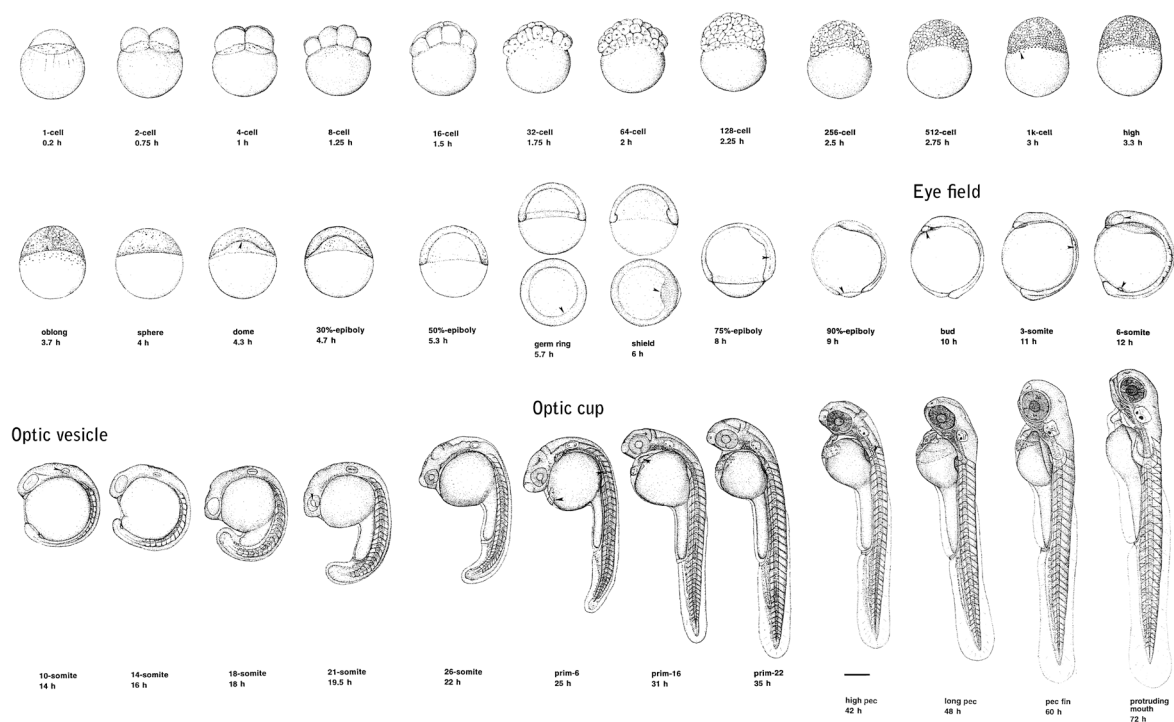 1-cell
0.2 h
2-cell
0.75 h
4-cell
1 h
8-cell
1.25 h
16-cell
1.5 h
32-cell
1.75 h
64-cell
2 h
128-cell
2.25 h
256-cell
2.5 h
512-cell
2.75 h
1k-cell
3 h
high
3.3 h
Eye field
oblong
3.7 h
sphere
4 h
dome
4.3 h
30%-epiboly
4.7 h
50%-epiboly
5.3 h
germ ring
5.7 h
shield
6 h
75%-epiboly
8 h
90%-epiboly
9 h
bud
10 h
3-somite
11 h
6-somite
12 h
Optic vesicle
Optic cup
10-somite
14 h
14-somite
16 h
18-somite
18 h
21-somite
19.5 h
26-somite
22 h
prim-6
25 h
prim-16
31 h
prim-22
35 h
high pec
42 h
long pec
48 h
pec fin
60 h
protruding
mouth
72 h